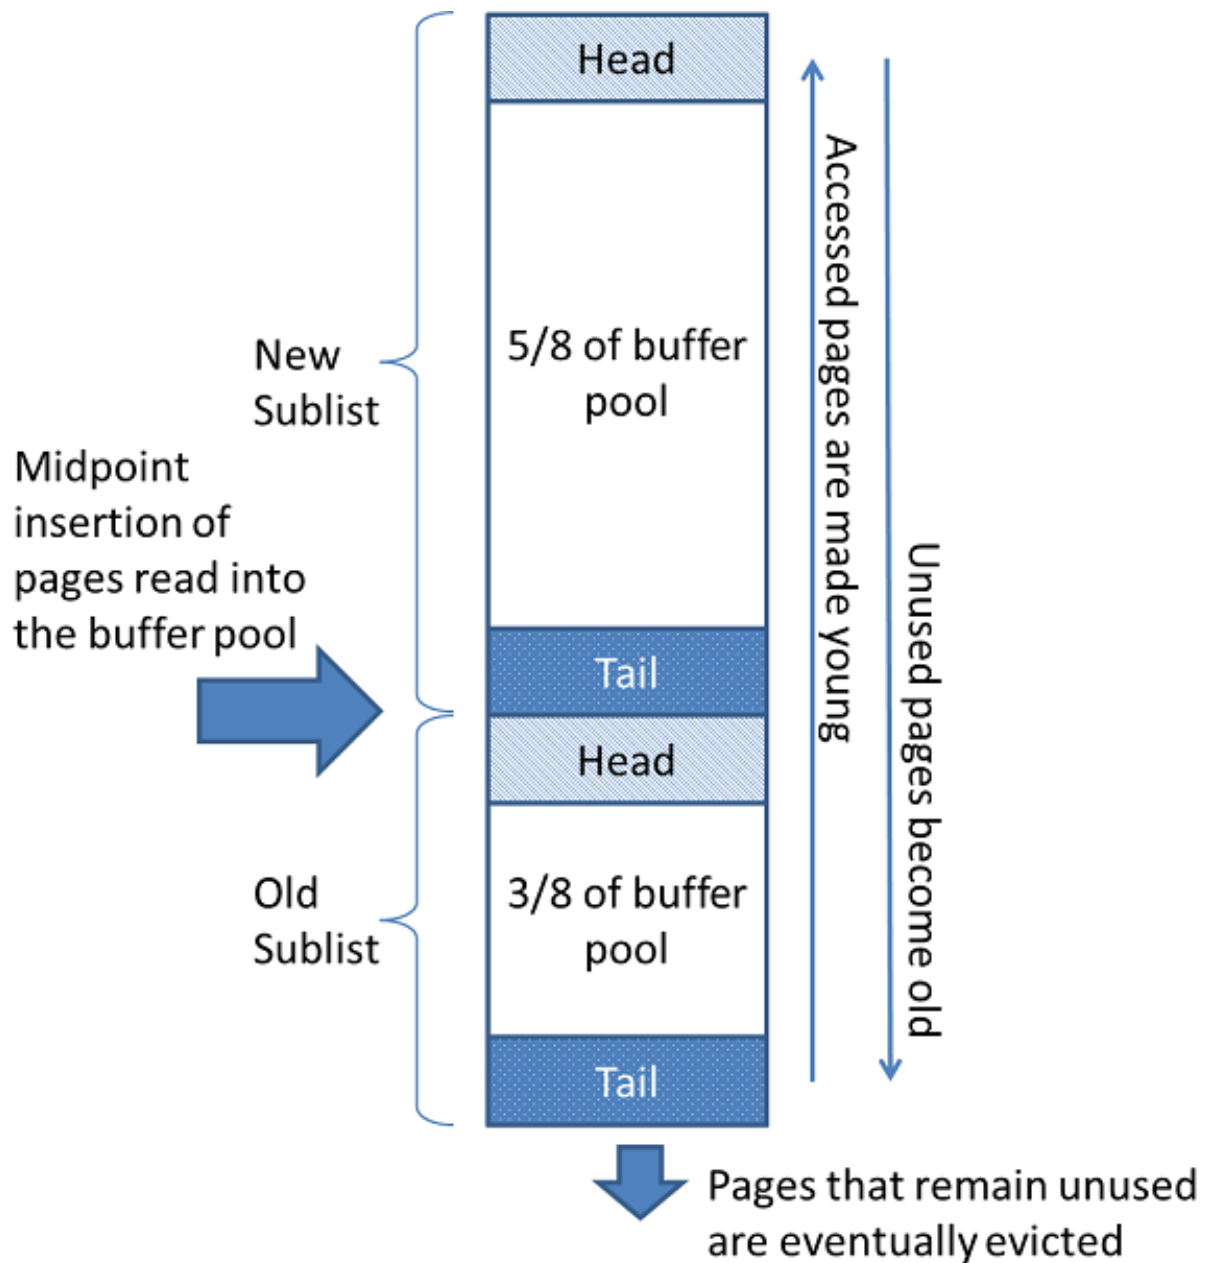 Head
5/8 of buffer
pool
New
Sublist
Midpoint
insertion of
pages read into
the buffer pool
Tail
Head
Old
Sublist
3/8 of buffer
pool
Tail
Accessed pages are made young
Unused pages become old
Pages that remain unused
are eventually evicted